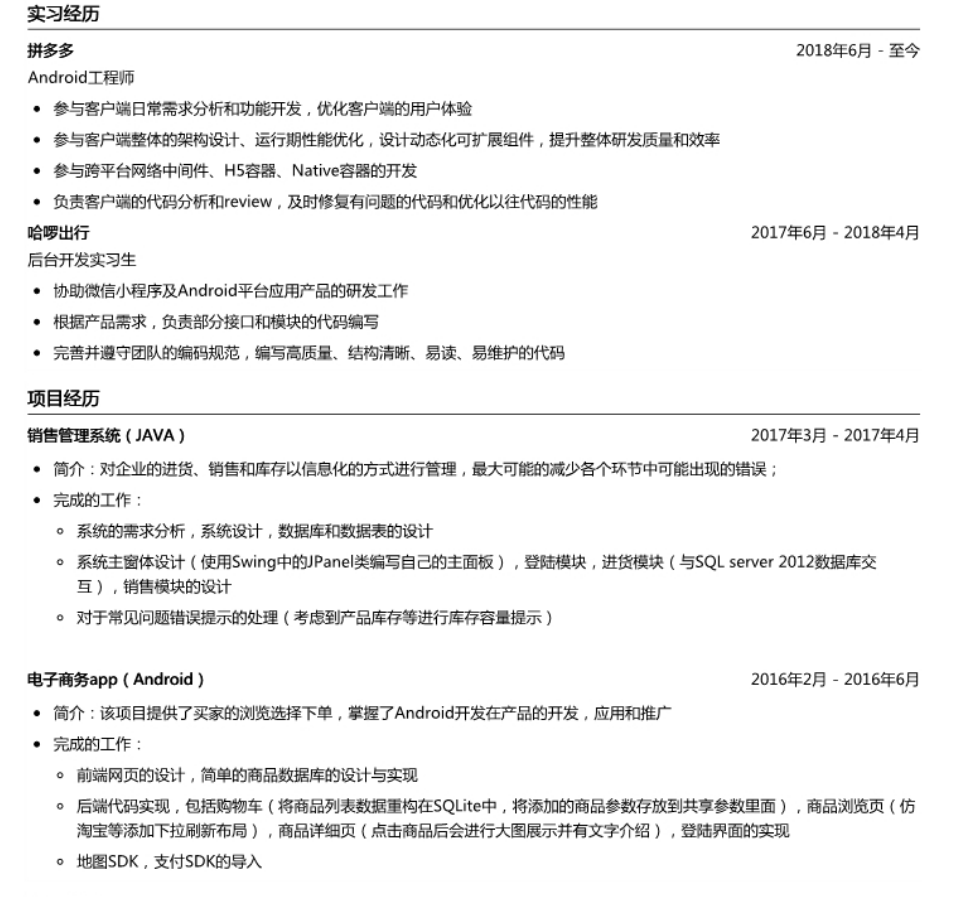 实习经历
拼多多 2018年6月 - 至今
Android工程师
• 参与客户端日常需求分析和功能开发，优化客户端的用户体验
• 参与客户端整体的架构设计、运行期性能优化，设计动态化可扩展组件，提升整体研发质量和效率
• 参与跨平台网络中间件、H5容器、Native容器的开发
• 负责客户端的代码分析和review，及时修复有问题的代码和优化以往代码的性能
哈啰出行 2017年6月 - 2018年4月
后台开发实习生
• 协助微信小程序及Android平台应用产品的研发工作
• 根据产品需求，负责部分接口和模块的代码编写
• 完善并遵守团队的编码规范，编写高质量、结构清晰、易读、易维护的代码
项目经历
销售管理系统（JAVA） 2017年3月 - 2017年4月
• 简介：对企业的进货、销售和库存以信息化的方式进行管理，最大可能的减少各个环节中可能出现的错误；
• 完成的工作：
◦ 系统的需求分析，系统设计，数据库和数据表的设计
◦ 系统主窗体设计（使用Swing中的JPanel类编写自己的主面板），登陆模块，进货模块（与SQL server 2012数据库交
互），销售模块的设计
◦ 对于常见问题错误提示的处理（考虑到产品库存等进行库存容量提示）
电子商务app（Android） 2016年2月 - 2016年6月
• 简介：该项目提供了买家的浏览选择下单，掌握了Android开发在产品的开发，应用和推广
• 完成的工作：
◦ 前端网页的设计，简单的商品数据库的设计与实现
◦ 后端代码实现，包括购物车（将商品列表数据重构在SQLite中，将添加的商品参数存放到共享参数里面），商品浏览页（仿
淘宝等添加下拉刷新布局），商品详细页（点击商品后会进行大图展示并有文字介绍），登陆界面的实现
◦ 地图SDK，支付SDK的导入